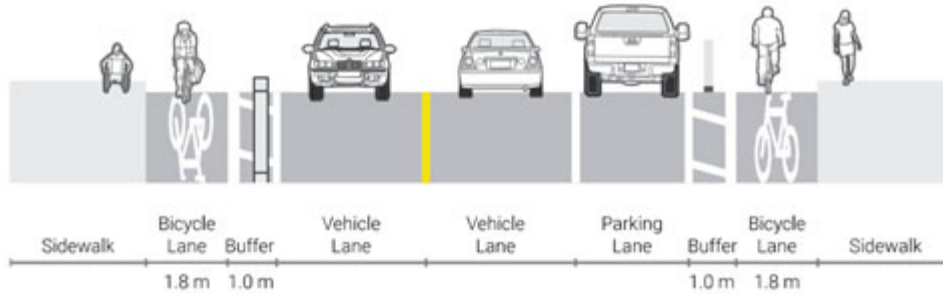 Sidewalk
Bicycle
Lane
Buffer
Vehicle
Lane
Vehicle
Lane
Parking
Lane
Buffer
Bicycle
Lane
Sidewalk
1.8 m
1.0 m
1.0 m
1.8 m